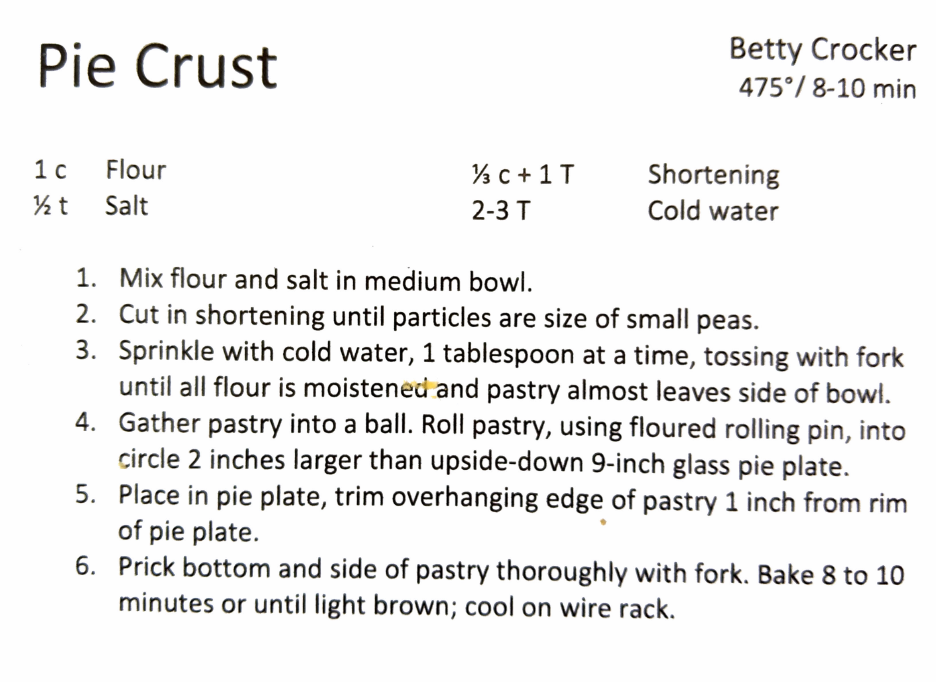 Pie Crust
Betty Crocker
475°/ 8-10 min
1 c Flour ⅓ c + 1 T Shortening
½ t Salt 2-3 T Cold water
1. Mix flour and salt in medium bowl.
2. Cut in shortening until particles are size of small peas.
3. Sprinkle with cold water, 1 tablespoon at a time, tossing with fork
until all flour is moistened and pastry almost leaves side of bowl.
4. Gather pastry into a ball. Roll pastry, using floured rolling pin, into
circle 2 inches larger than upside-down 9-inch glass pie plate.
5. Place in pie plate, trim overhanging edge of pastry 1 inch from rim
of pie plate.
6. Prick bottom and side of pastry thoroughly with fork. Bake 8 to 10
minutes or until light brown; cool on wire rack.